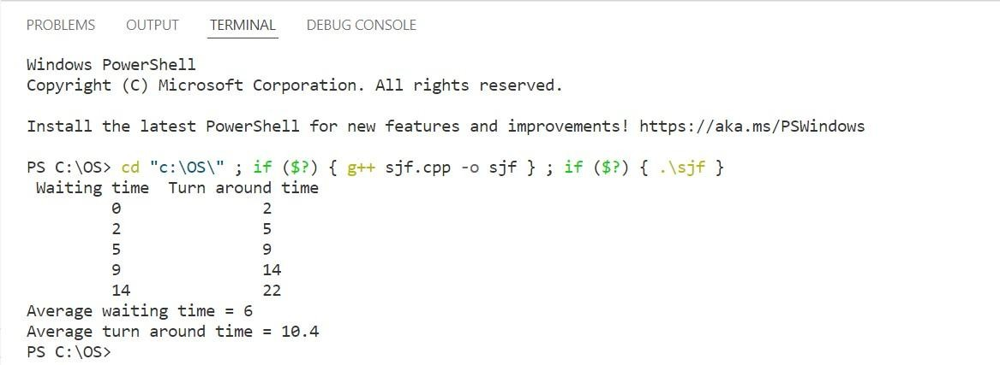 PROBLEMS OUTPUT TERMINAL DEBUG CONSOLE
Windows PowerShell
Copyright (C) Microsoft Corporation. All rights reserved.
Install the latest PowerShell for new features and improvements! https://aka.ms/PSWindows
PS C:\OS> cd "c:\OS\" ; if ($?) { g++ sjf.cpp -o sjf } ; if ($?) { .\sjf }
Waiting time Turn around time
0 2
2 5
5 9
9 14
14 22
Average waiting time = 6
Average turn around time = 10.4
PS C:\OS>